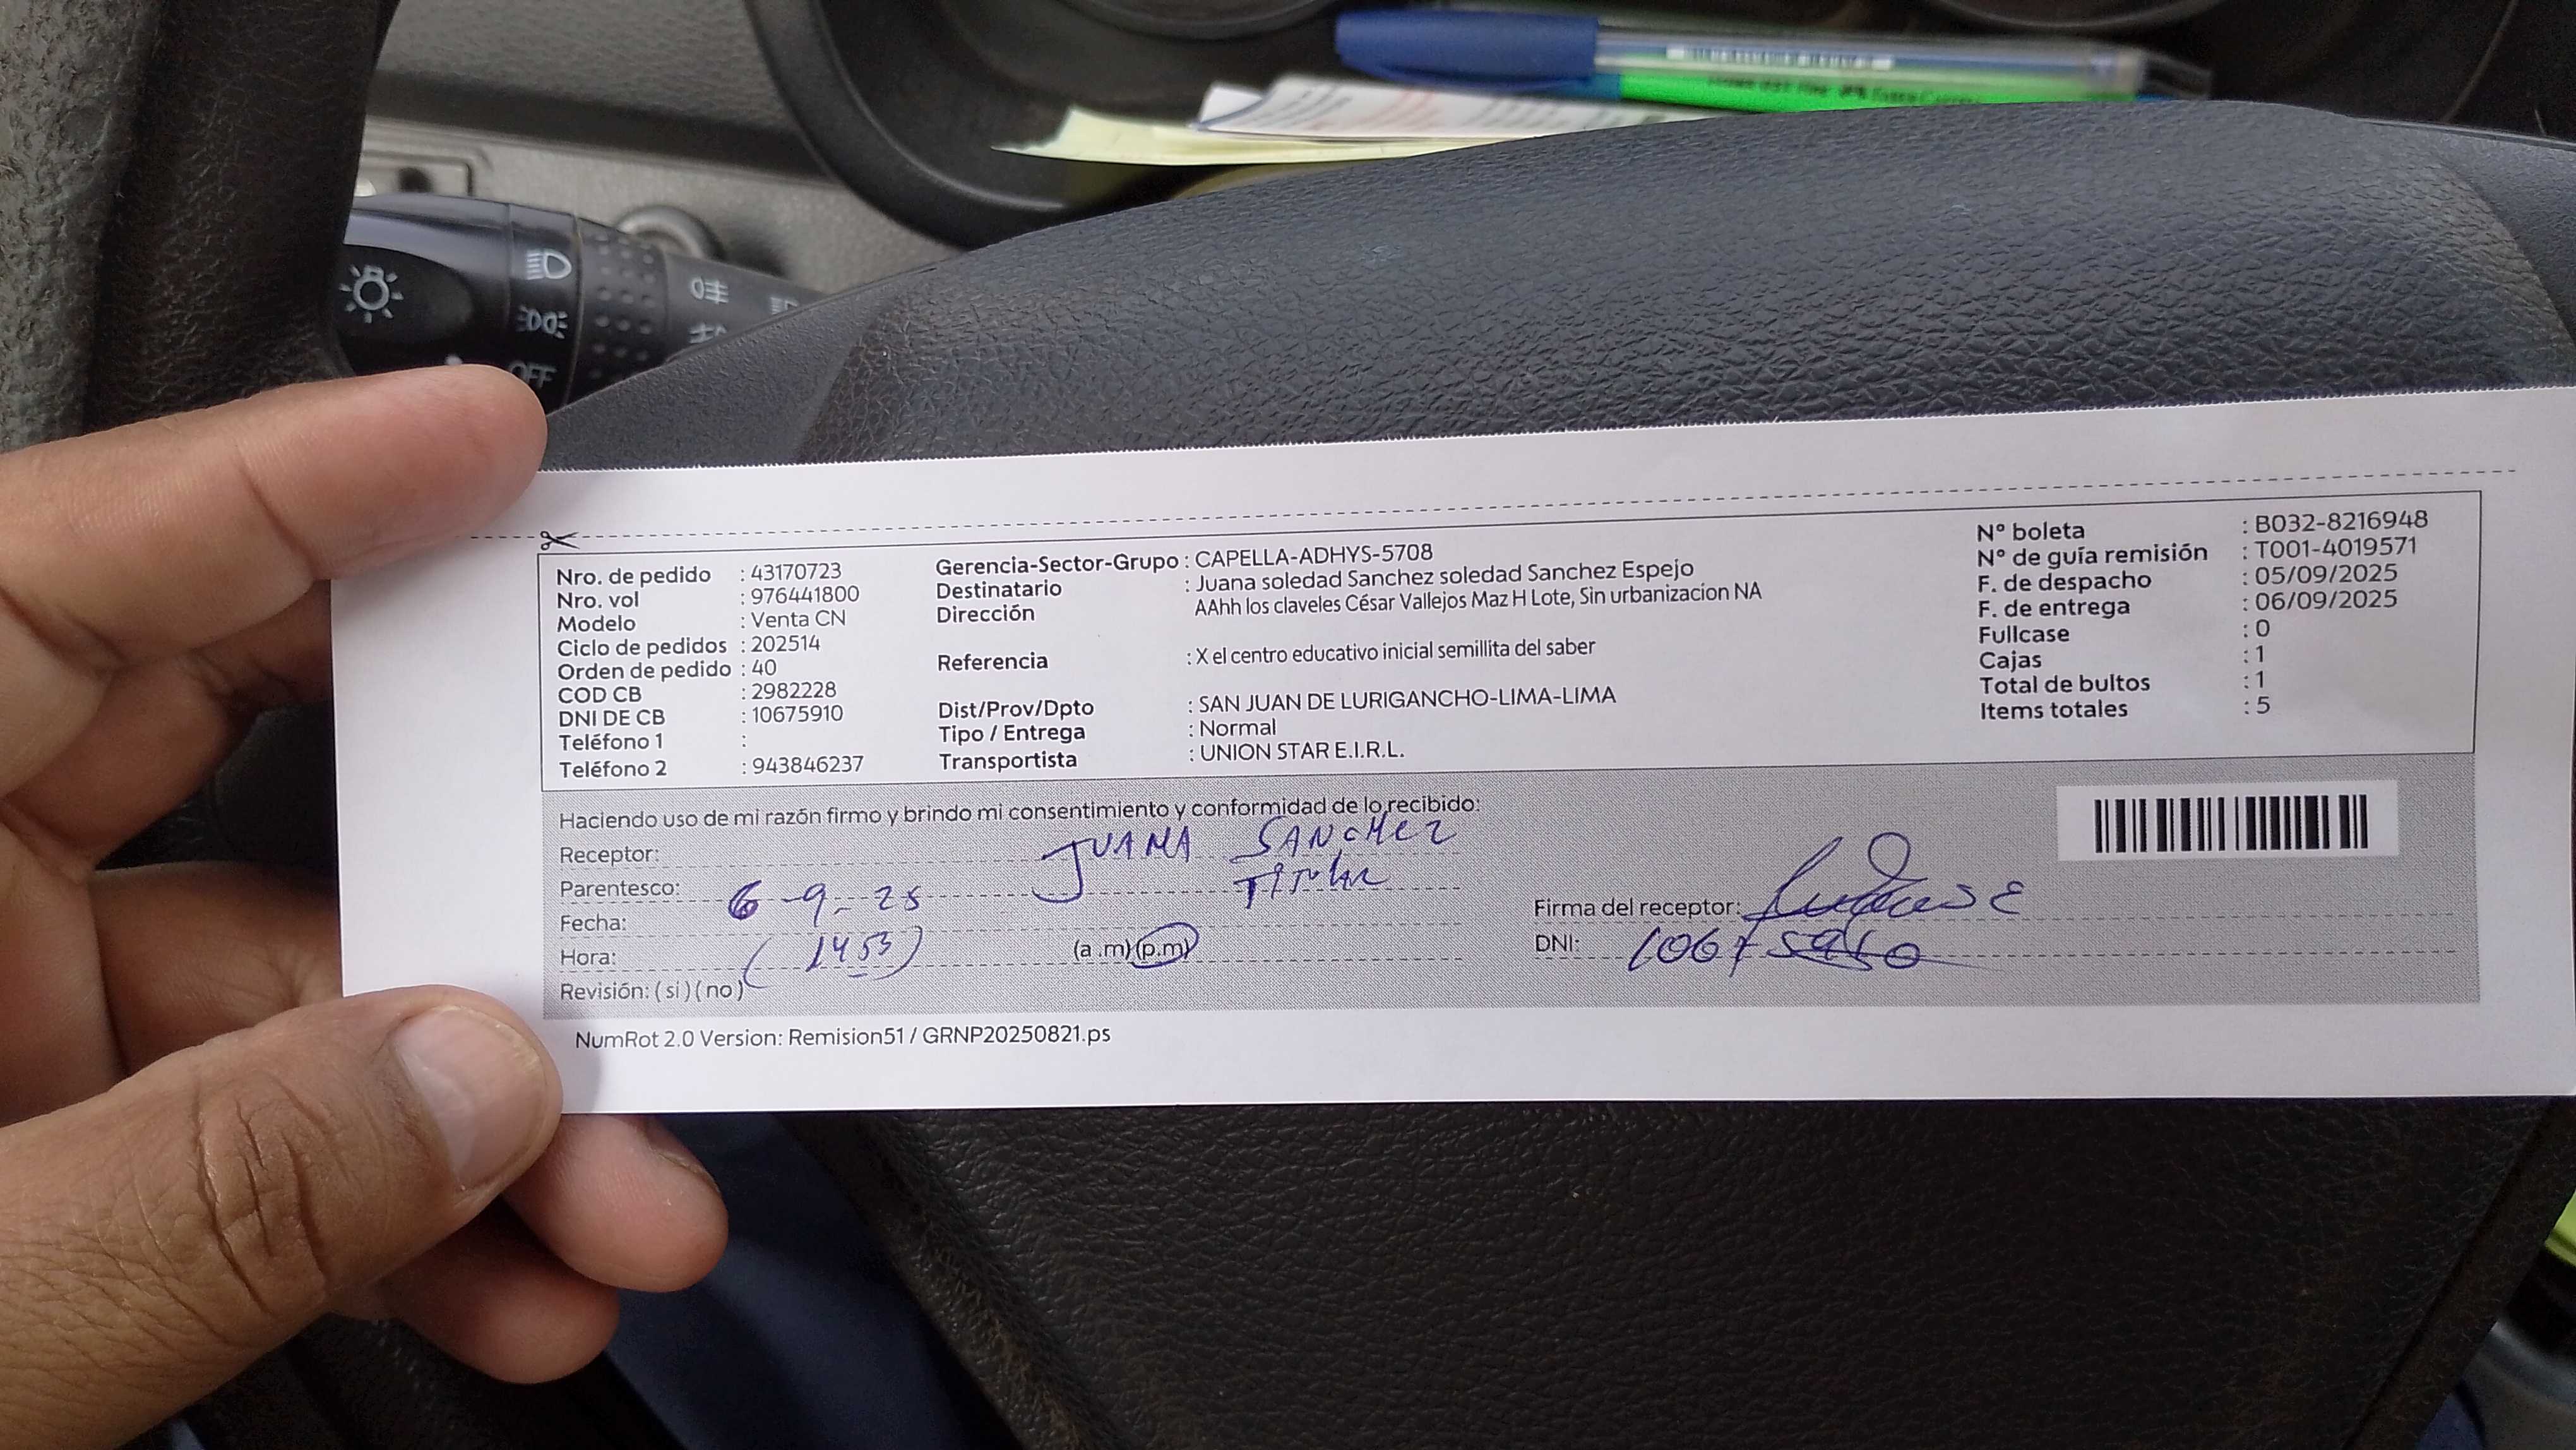 OFF
Nro. de pedido : 43170723
Nro. vol : 976441800
Modelo : Venta CN
Ciclo de pedidos : 202514
Orden de pedido : 40
COD CB : 2982228
DNI DE CB : 10675910
Teléfono 1 :
Teléfono 2 : 943846237
Gerencia-Sector-Grupo : CAPELLA-ADHYS-5708
Destinatario : Juana soledad Sanchez soledad Sanchez Espejo
Dirección AAhh los claveles César Vallejos Maz H Lote, Sin urbanizacion NA
Referencia : X el centro educativo inicial semillita del saber
Dist/Prov/Dpto : SAN JUAN DE LURIGANCHO-LIMA-LIMA
Tipo / Entrega : Normal
Transportista : UNION STAR E.I.R.L.
N° boleta : B032-8216948
N° de guía remisión : T001-4019571
F. de despacho : 05/09/2025
F. de entrega : 06/09/2025
Fullcase : 0
Cajas : 1
Total de bultos : 1
Items totales : 5
Haciendo uso de mi razón firmo y brindo mi consentimiento y conformidad de lo recibido:
Receptor: JUANA SANCHEZ
Parentesco: TITULAR
Fecha: 6-9-25
Hora: (1453) (a.m)(p.m)
Revisión: (si)(no)
Firma del receptor:
DNI: 10675910
NumRot 2.0 Version: Remision51 / GRNP20250821.ps